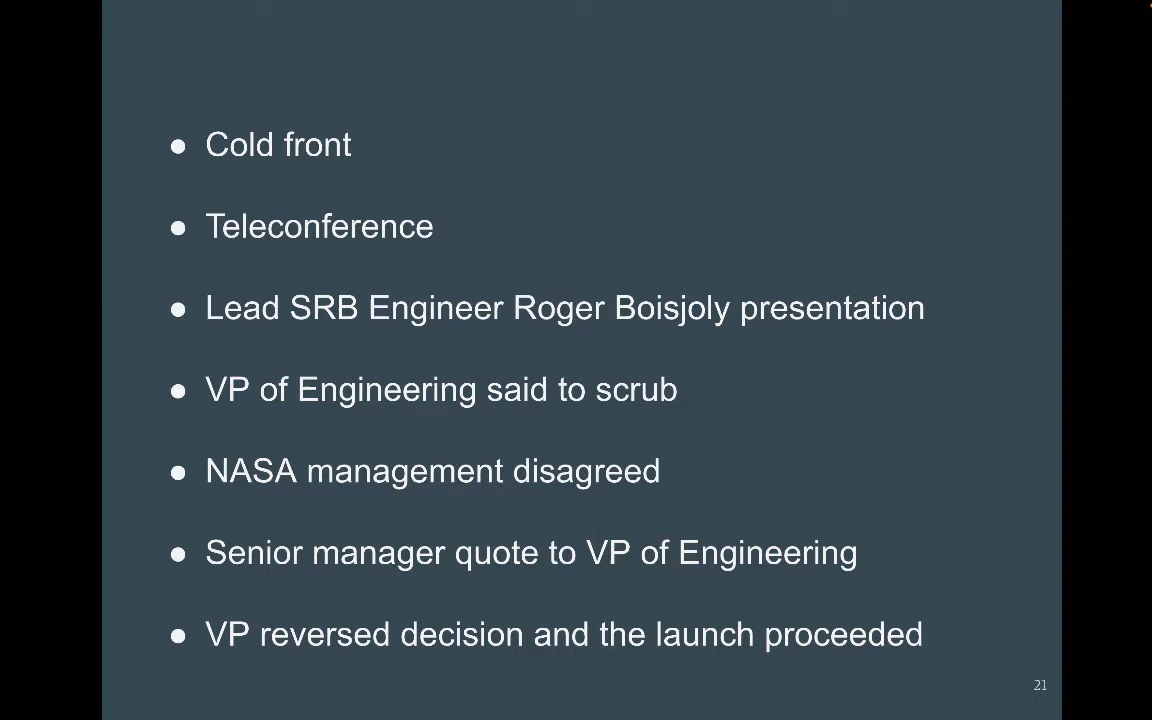 ● Cold front
● Teleconference
● Lead SRB Engineer Roger Boisjoly presentation
● VP of Engineering said to scrub
● NASA management disagreed
● Senior manager quote to VP of Engineering
● VP reversed decision and the launch proceeded
21